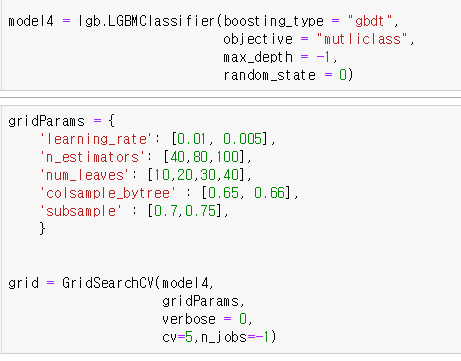 model4 = lgb.LGBMClassifier(boosting_type = "gbdt",
objective = "mutliclass",
max_depth = -1,
random_state = 0)
gridParams = {
'learning_rate': [0.01, 0.005],
'n_estimators': [40,80,100],
'num_leaves': [10,20,30,40],
'colsample_bytree' : [0.65, 0.66],
'subsample' : [0.7,0.75],
}
grid = GridSearchCV(model4,
gridParams,
verbose = 0,
cv=5,n_jobs=-1)